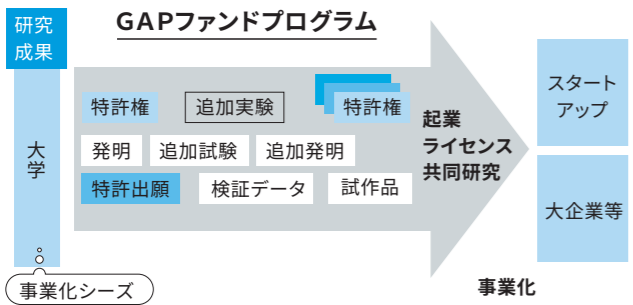 GAPファンドプログラム
研究
成果
大学
事業化シーズ
特許権
追加実験
特許権
発明
追加試験
追加発明
特許出願
検証データ
試作品
起業
ライセンス
共同研究
スタート
アップ
大企業等
事業化